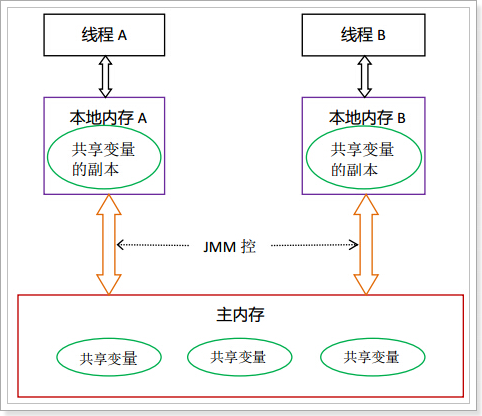 线程 A
线程 B
本地内存 A
本地内存 B
共享变量
的副本
共享变量
的副本
JMM 控
主内存
共享变量
共享变量
共享变量